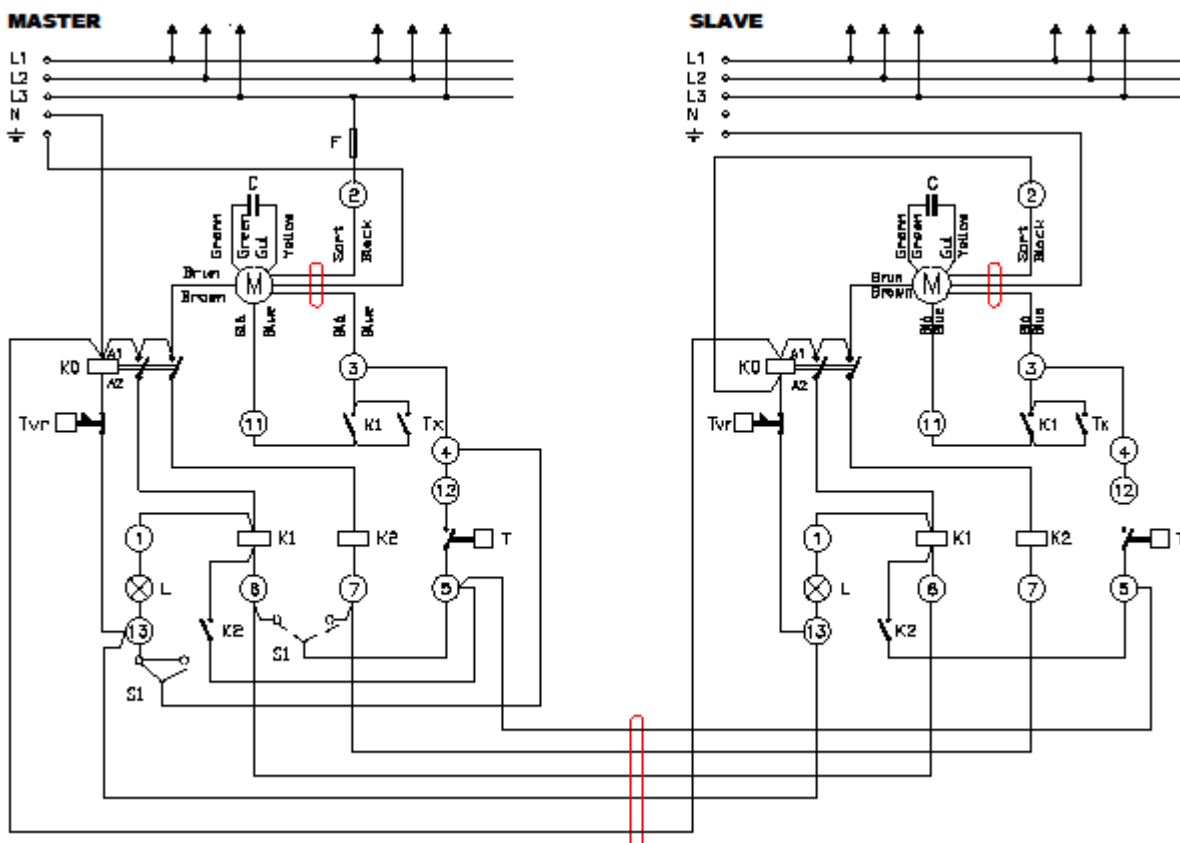 MASTER
L1
L2
L3
N
F
2
C
Grønn
Green
Gul
Yellow
Sort
Black
Brun
Brown
M
Blå
Blue
Blå
Blue
K0
A1
A2
3
Tvr
11
K1
Tx
4
12
1
K1
K2
T
L
6
7
5
13
K2
S1
S1
SLAVE
L1
L2
L3
N
2
C
Grønn
Green
Gul
Yellow
Sort
Black
Brun
Brown
M
Blå
Blue
Blå
Blue
K0
A1
A2
3
Tvr
11
K1
Tx
4
12
1
K1
K2
T
L
6
7
5
13
K2